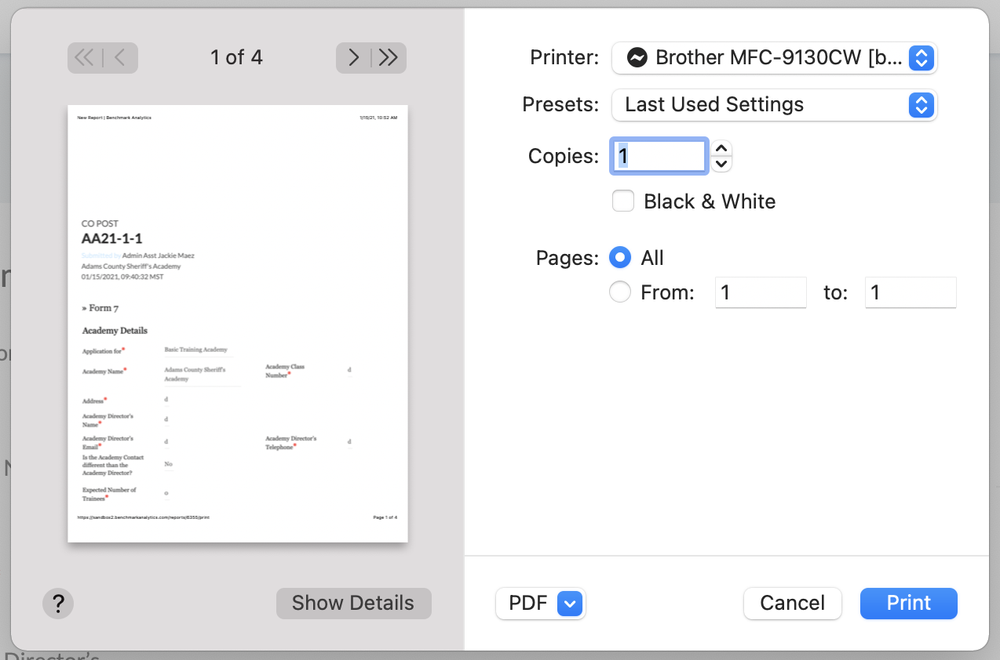 1 of 4
New Report | Benchmark Analytics
1/15/21, 10:52 AM
CO POST
AA21-1-1
Submitted by Admin Asst Jackie Maez
Adams County Sheriff's Academy
01/15/2021, 09:40:32 MST
» Form 7
Academy Details
Application for*
Basic Training Academy
Academy Name*
Adams County Sheriff's
Academy
Academy Class
Number*
d
Address*
d
Academy Director's
Name*
d
Academy Director's
Email*
d
Academy Director's
Telephone*
d
Is the Academy Contact
different than the
Academy Director?
No
Expected Number of
Trainees*
0
https://sandbox2.benchmarkanalytics.com/reports/6355/print
Page 1 of 4
?
Show Details
Printer:
Brother MFC-9130CW [b...
Presets:
Last Used Settings
Copies:
1
Black & White
Pages:
All
From:
1
to:
1
PDF
Cancel
Print
Director's